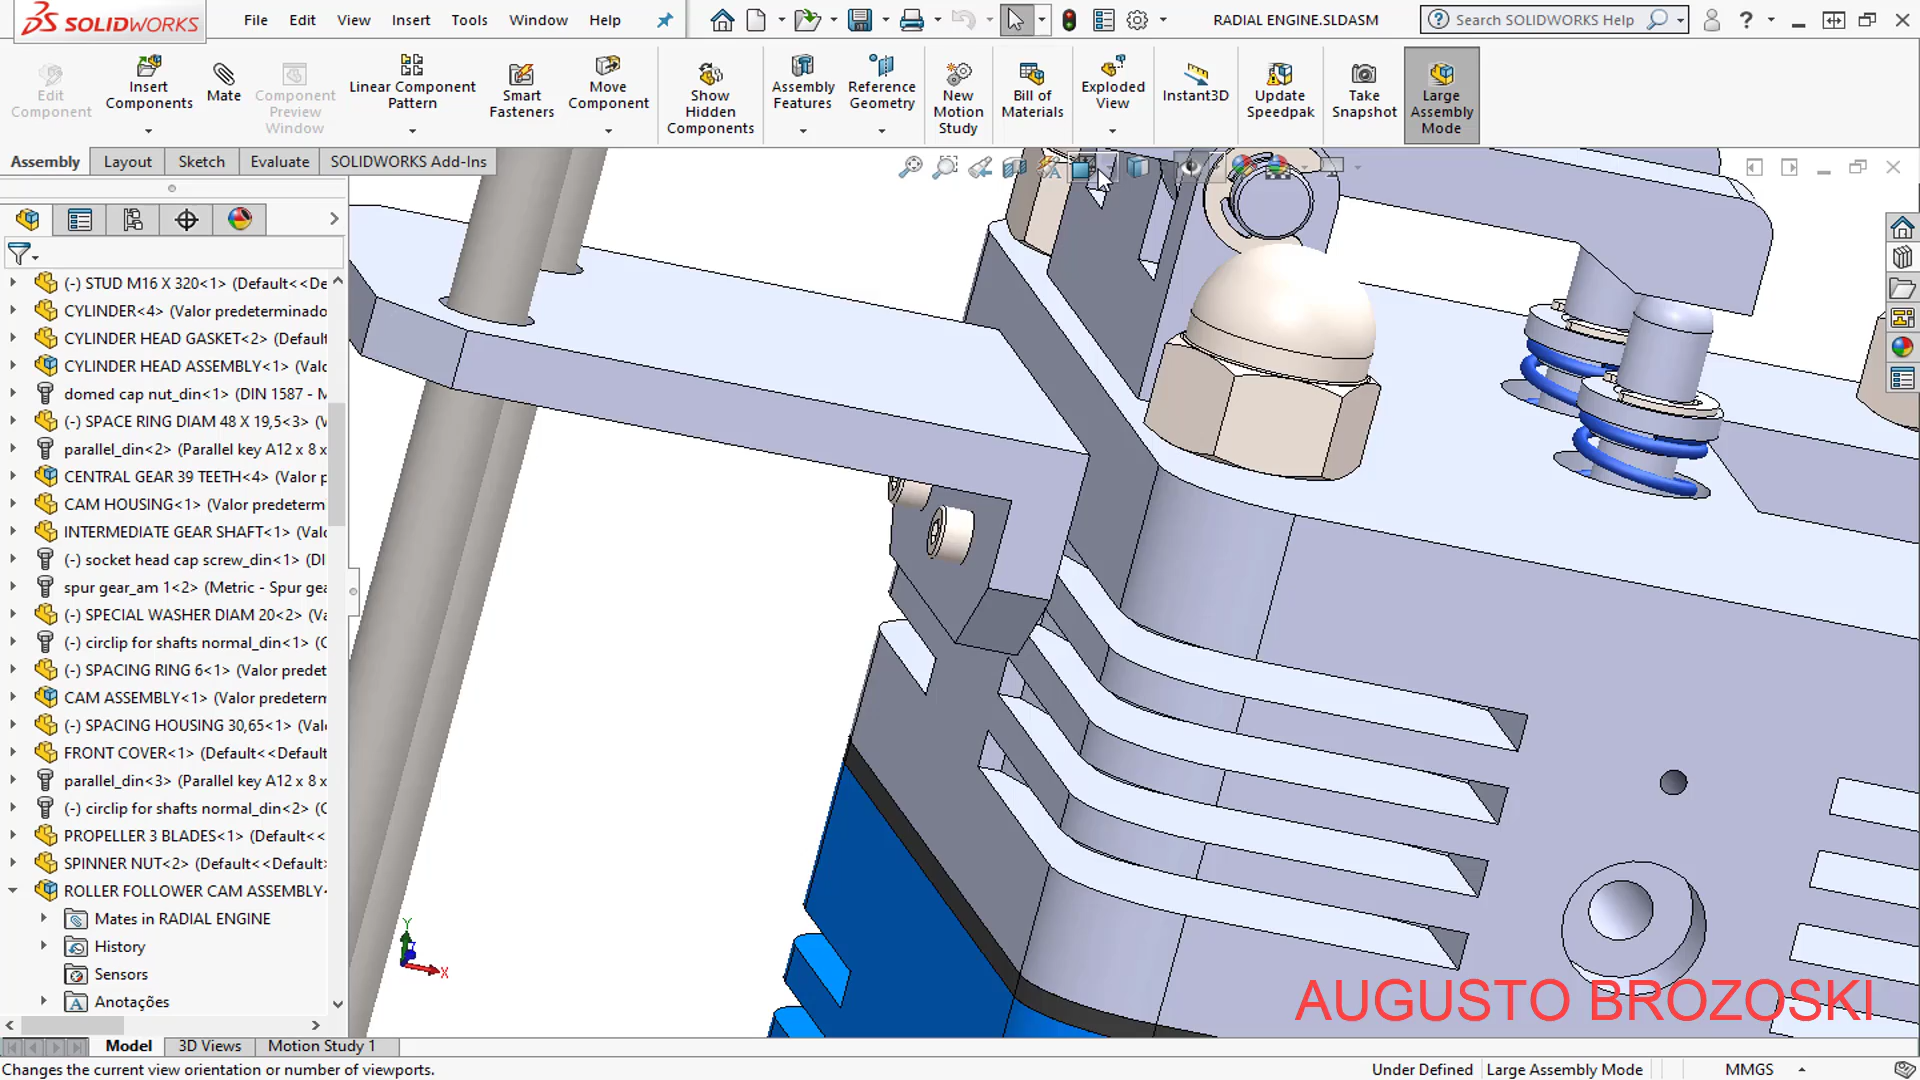 SOLIDWORKS
File Edit View Insert Tools Window Help
RADIAL ENGINE.SLDASM
Search SOLIDWORKS Help
Edit Component
Insert Components
Mate
Component Preview Window
Linear Component Pattern
Smart Fasteners
Move Component
Show Hidden Components
Assembly Features
Reference Geometry
New Motion Study
Bill of Materials
Exploded View
Instant3D
Update Speedpak
Take Snapshot
Large Assembly Mode
Assembly Layout Sketch Evaluate SOLIDWORKS Add-Ins
(-) STUD M16 X 320<1> (Default<<De
CYLINDER<4> (Valor predeterminado
CYLINDER HEAD GASKET<2> (Default
CYLINDER HEAD ASSEMBLY<1> (Valo
domed cap nut_din<1> (DIN 1587 - M
(-) SPACE RING DIAM 48 X 19,5<3> (V
parallel_din<2> (Parallel key A12 x 8 x
CENTRAL GEAR 39 TEETH<4> (Valor p
CAM HOUSING<1> (Valor predeterm
INTERMEDIATE GEAR SHAFT<1> (Valo
(-) socket head cap screw_din<1> (DI
spur gear_am 1<2> (Metric - Spur gea
(-) SPECIAL WASHER DIAM 20<2> (Va
(-) circlip for shafts normal_din<1> (C
(-) SPACING RING 6<1> (Valor predet
CAM ASSEMBLY<1> (Valor predeterm
(-) SPACING HOUSING 30,65<1> (Valo
FRONT COVER<1> (Default<<Default
parallel_din<3> (Parallel key A12 x 8 x
(-) circlip for shafts normal_din<2> (C
PROPELLER 3 BLADES<1> (Default<<
SPINNER NUT<2> (Default<<Default>
ROLLER FOLLOWER CAM ASSEMBLY<
Mates in RADIAL ENGINE
History
Sensors
Anotações
Y
Z
X
AUGUSTO BROZOSKI
Model 3D Views Motion Study 1
Changes the current view orientation or number of viewports.
Under Defined Large Assembly Mode MMGS